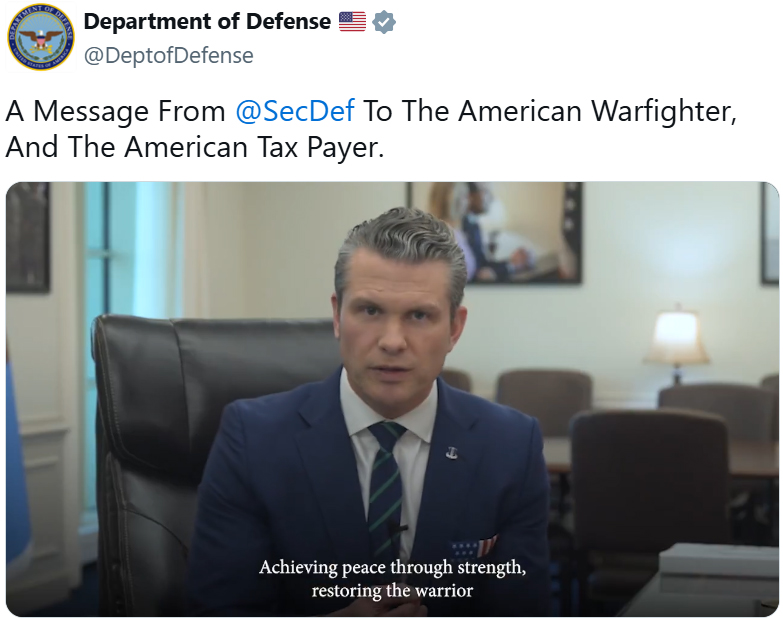 Department of Defense
@DeptofDefense
A Message From @SecDef To The American Warfighter,
And The American Tax Payer.
Achieving peace through strength,
restoring the warrior